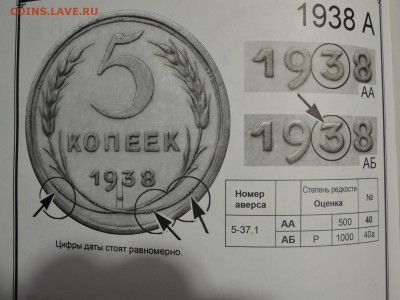 COINS.LAVE.RU
1938 А
5
КОПЕЕК
1938
1938
АА
1938
АБ
Номер аверса
Степень редкости
Оценка
№
5-37.1
АА
500
40
АБ
Р
1000
40а
Цифры даты стоят равномерно.